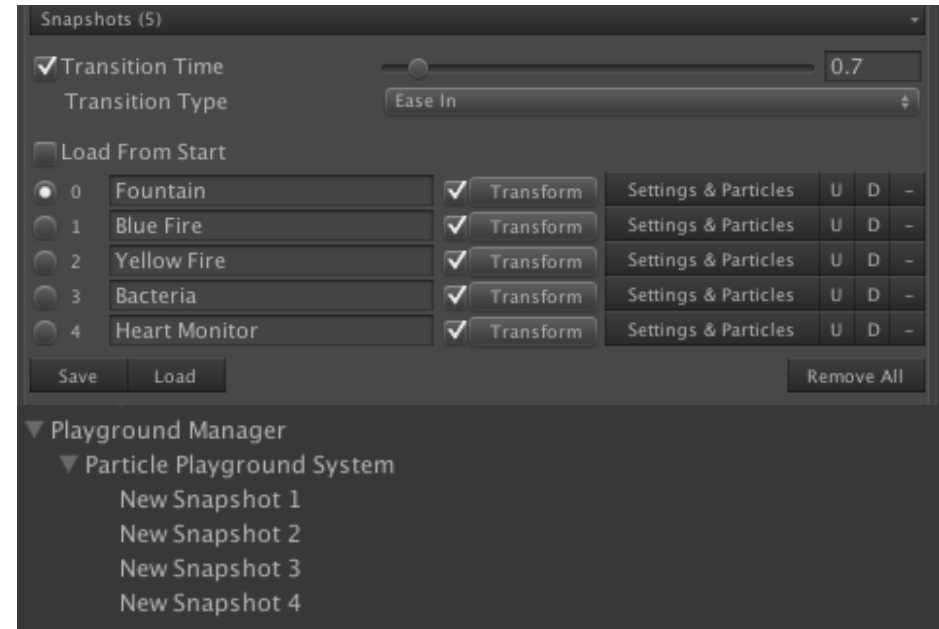 Snapshots (5)
Transition Time 0.7
Transition Type Ease In
Load From Start
0 Fountain Transform Settings & Particles U D –
1 Blue Fire Transform Settings & Particles U D –
2 Yellow Fire Transform Settings & Particles U D –
3 Bacteria Transform Settings & Particles U D –
4 Heart Monitor Transform Settings & Particles U D –
Save Load Remove All
Playground Manager
Particle Playground System
New Snapshot 1
New Snapshot 2
New Snapshot 3
New Snapshot 4